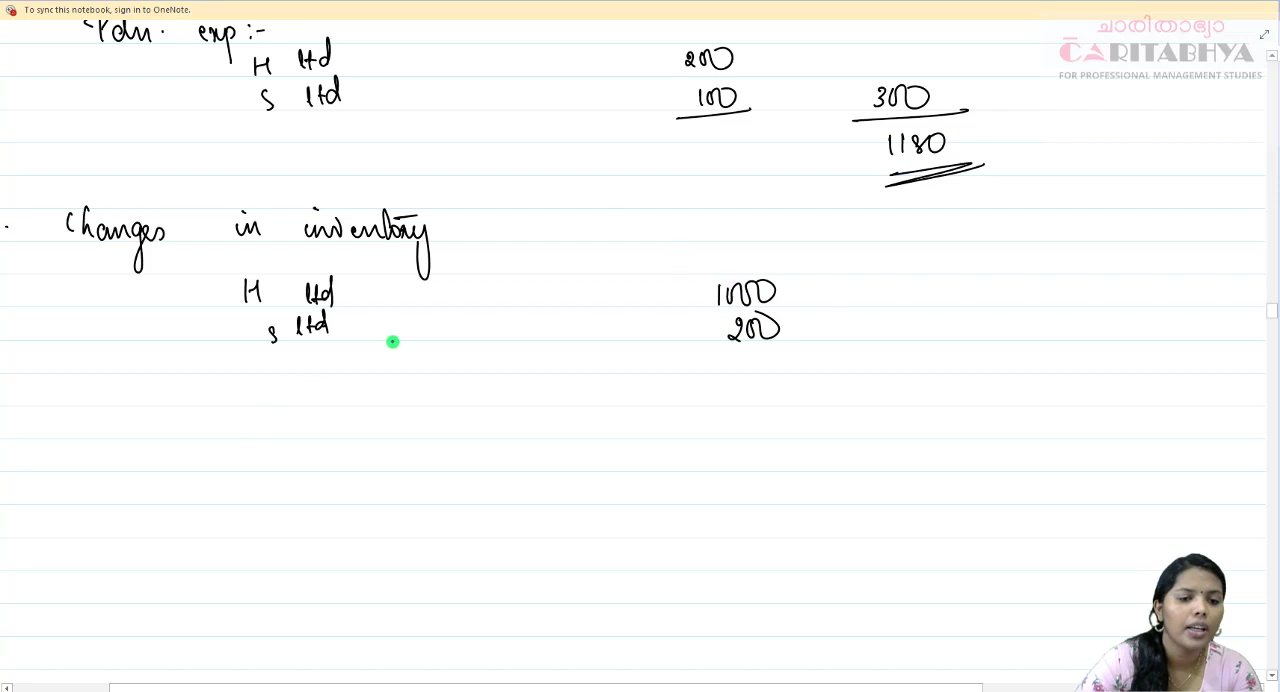 To sync this notebook, sign in to OneNote.
ചാരിതാഭ്യാ
CARITABHYA
FOR PROFESSIONAL MANAGEMENT STUDIES
Pdn. exp :-
H ltd 200
S ltd 100 300
1180
Changes in inventory
H ltd 1000
S ltd 200